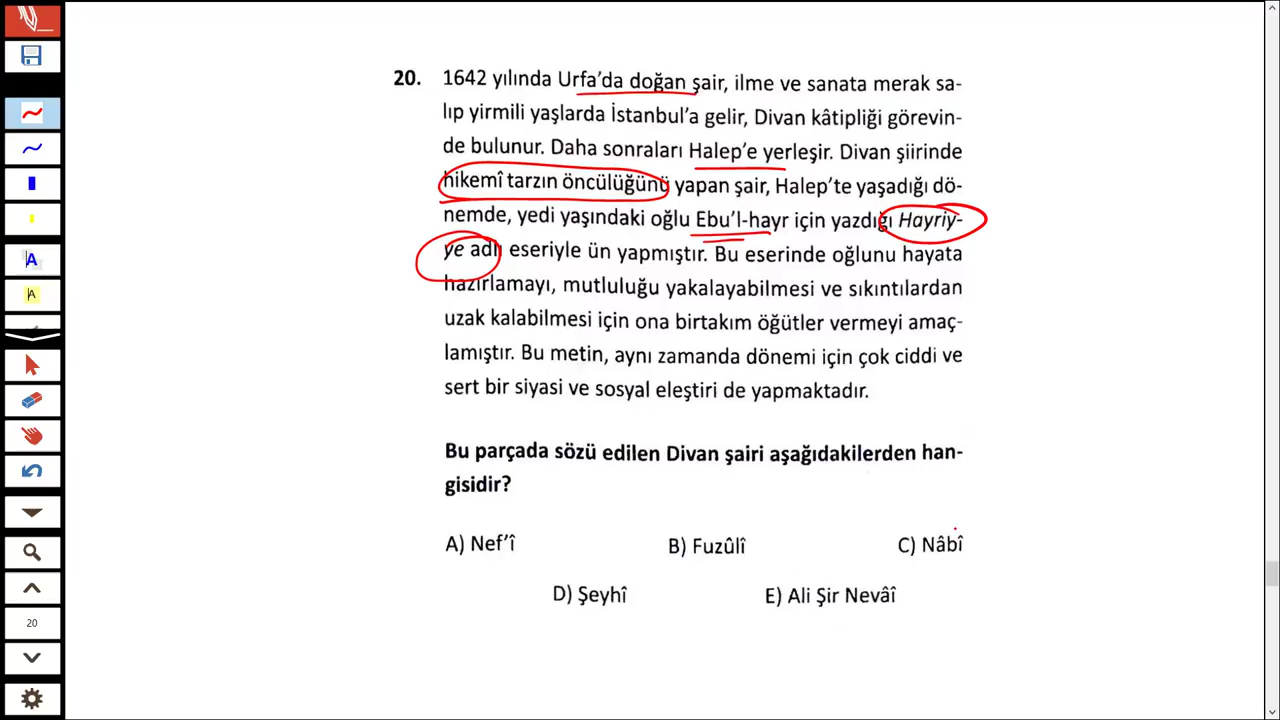 20. 1642 yılında Urfa'da doğan şair, ilme ve sanata merak sa-
lıp yirmili yaşlarda İstanbul'a gelir, Divan kâtipliği görevin-
de bulunur. Daha sonraları Halep'e yerleşir. Divan şiirinde
hikemî tarzın öncülüğünü yapan şair, Halep'te yaşadığı dö-
nemde, yedi yaşındaki oğlu Ebu'l-hayr için yazdığı Hayriy-
ye adlı eseriyle ün yapmıştır. Bu eserinde oğlunu hayata
hazırlamayı, mutluluğu yakalayabilmesi ve sıkıntılardan
uzak kalabilmesi için ona birtakım öğütler vermeyi amaç-
lamıştır. Bu metin, aynı zamanda dönemi için çok ciddi ve
sert bir siyasi ve sosyal eleştiri de yapmaktadır.
Bu parçada sözü edilen Divan şairi aşağıdakilerden han-
gisidir?
A) Nef'î B) Fuzûlî C) Nâbî
D) Şeyhî E) Ali Şir Nevâî
A
A
20